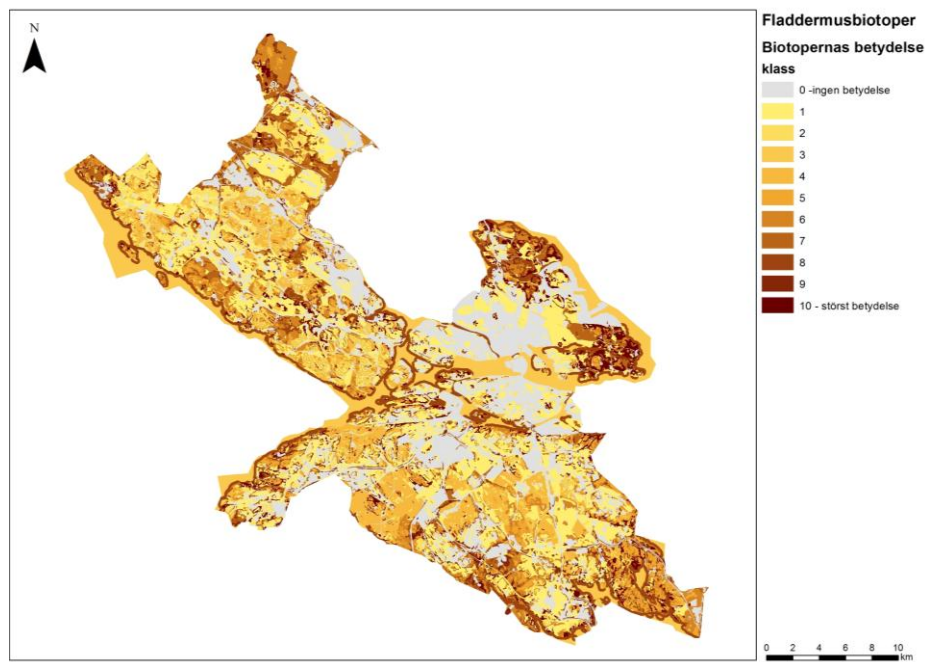 N
Fladdermusbiotoper
Biotopernas betydelse
klass
0 -ingen betydelse
1
2
3
4
5
6
7
8
9
10 - störst betydelse
0 2 4 6 8 10
km